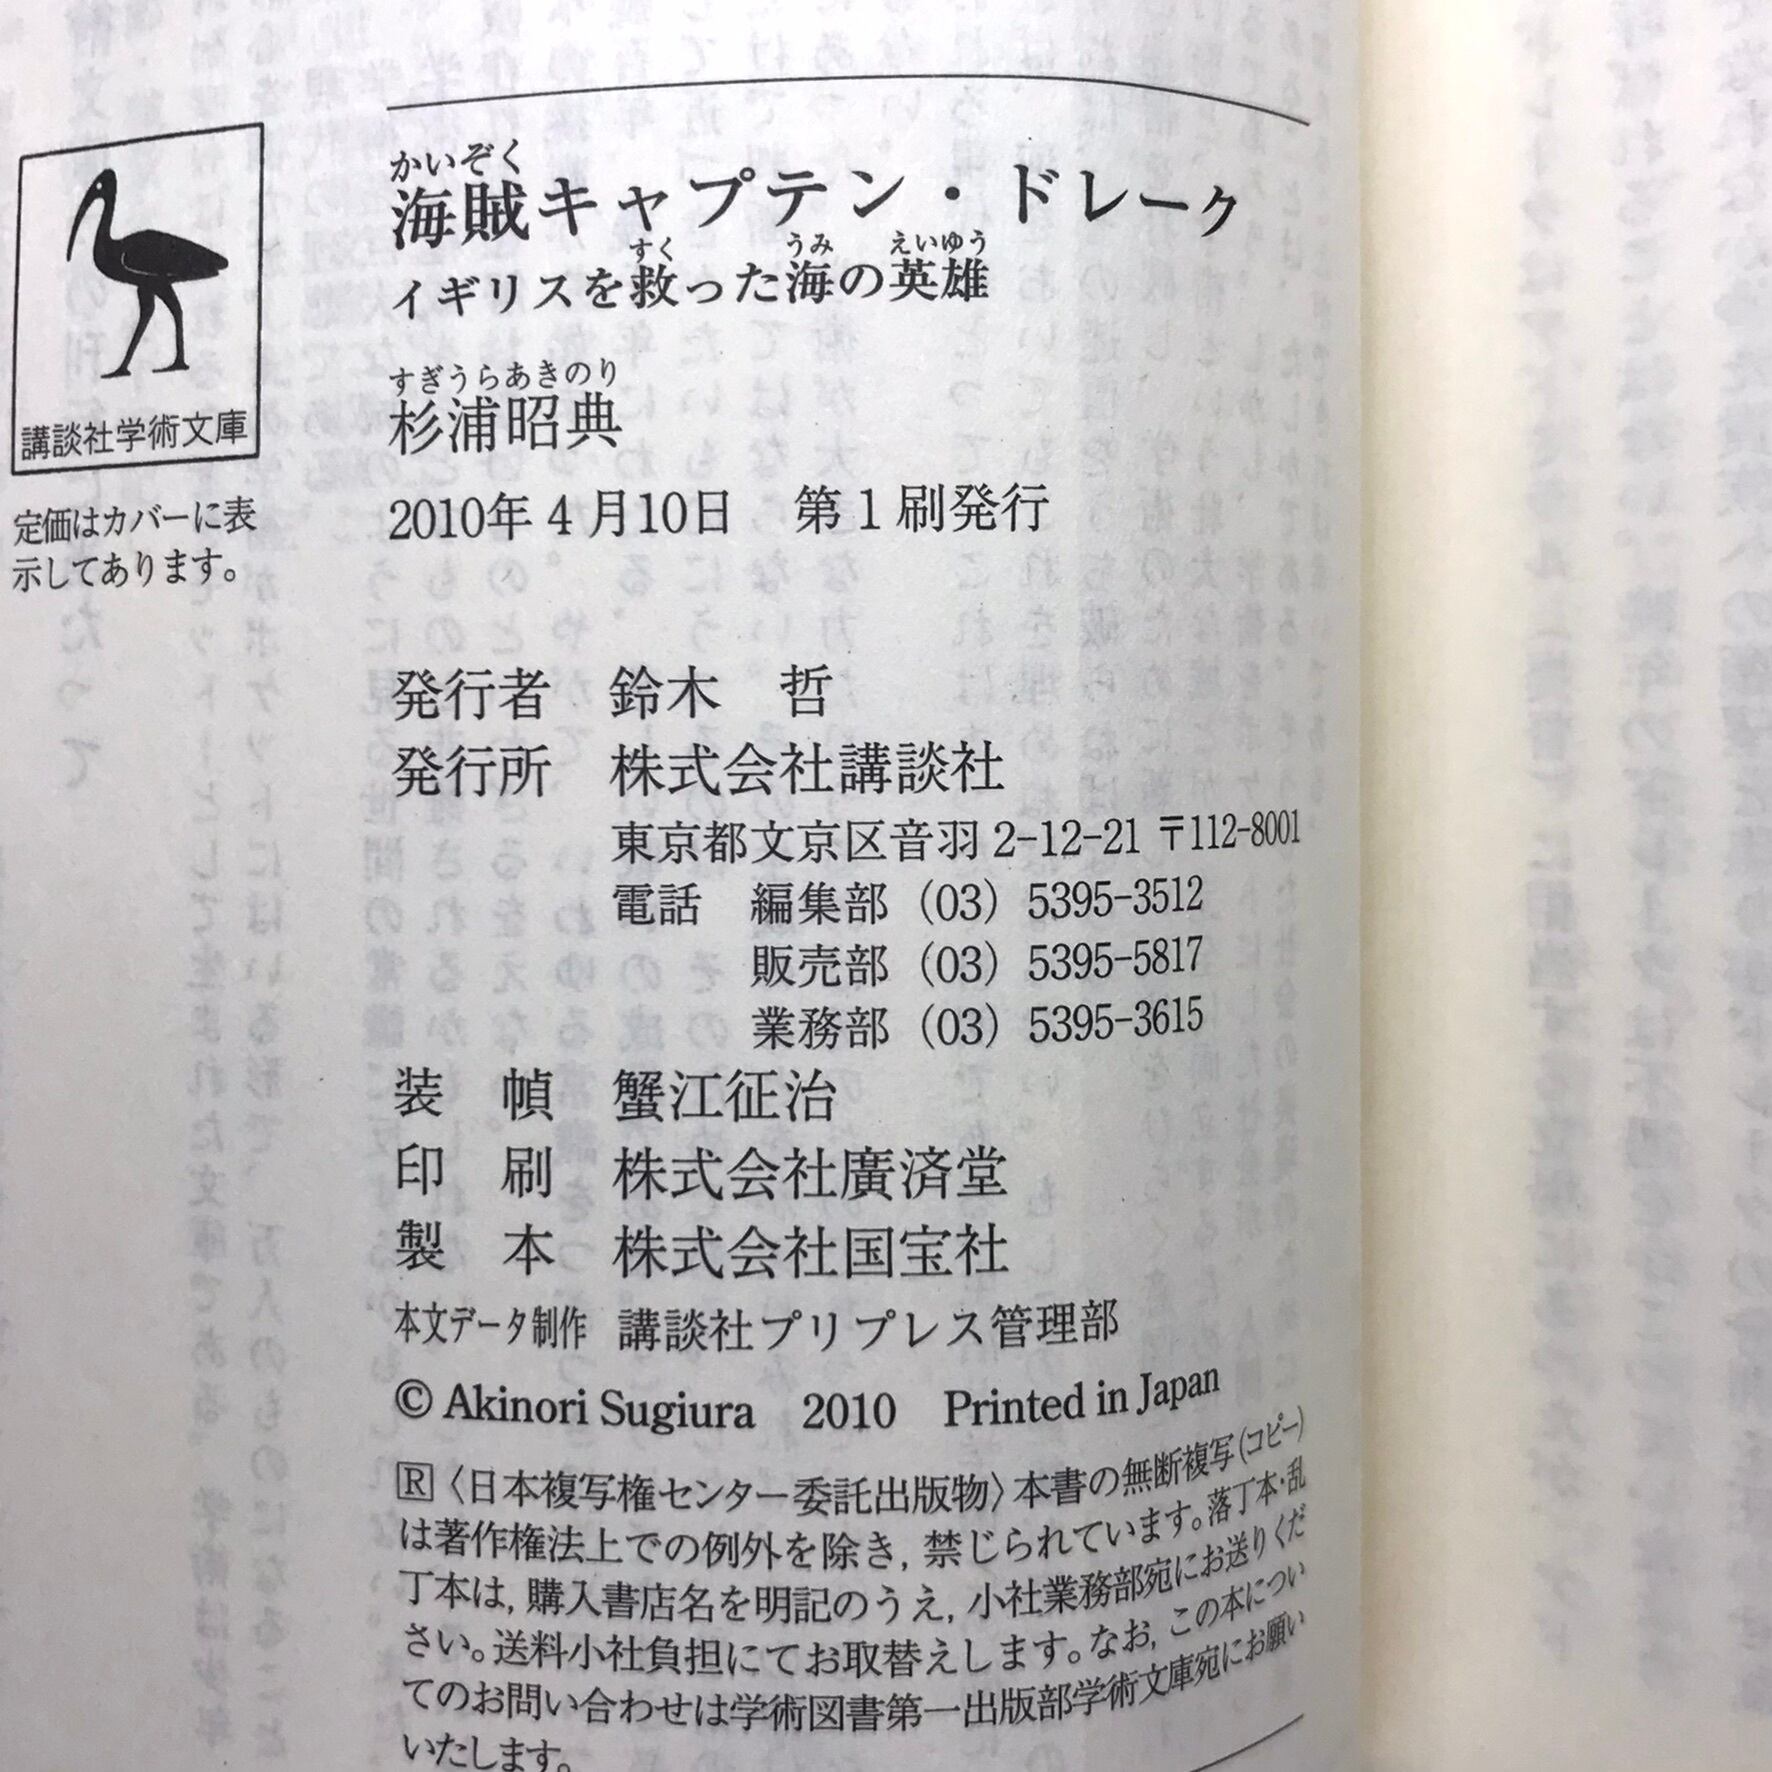 かいぞく
海賊キャプテン・ドレーク
すく うみ えいゆう
イギリスを救った海の英雄
すぎうらあきのり
杉浦昭典
2010年4月10日　第1刷発行
講談社学術文庫
定価はカバーに表
示してあります。
発行者　鈴木　哲
発行所　株式会社講談社
東京都文京区音羽 2-12-21 〒112-8001
電話　編集部 (03) 5395-3512
販売部 (03) 5395-5817
業務部 (03) 5395-3615
装　幀　蟹江征治
印　刷　株式会社廣済堂
製　本　株式会社国宝社
本文データ制作　講談社プリプレス管理部
© Akinori Sugiura　2010　Printed in Japan
R〈日本複写権センター委託出版物〉本書の無断複写(コピー)
は著作権法上での例外を除き, 禁じられています。落丁本・乱
丁本は, 購入書店名を明記のうえ, 小社業務部宛にお送りくだ
さい。送料小社負担にてお取替えします。なお, この本につい
てのお問い合わせは学術図書第一出版部学術文庫宛にお願い
いたします。